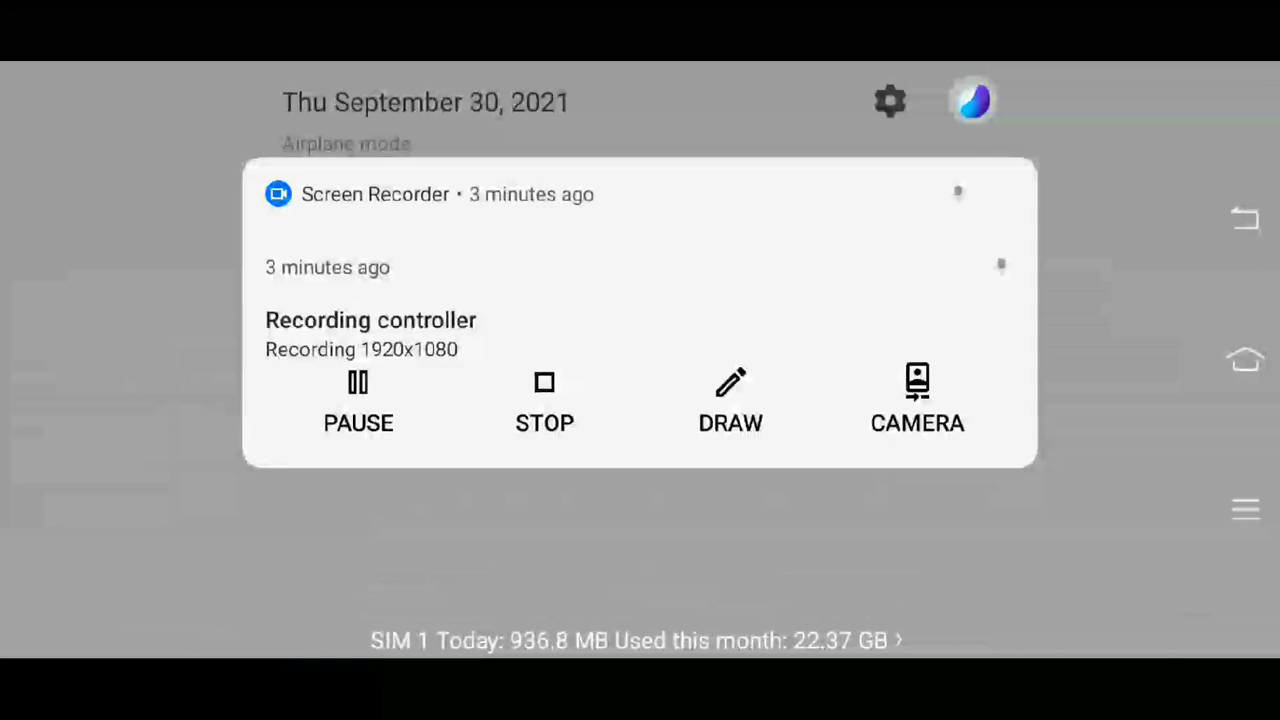 Thu September 30, 2021
Airplane mode
Screen Recorder • 3 minutes ago
3 minutes ago
Recording controller
Recording 1920x1080
PAUSE STOP DRAW CAMERA
SIM 1 Today: 936.8 MB Used this month: 22.37 GB ›